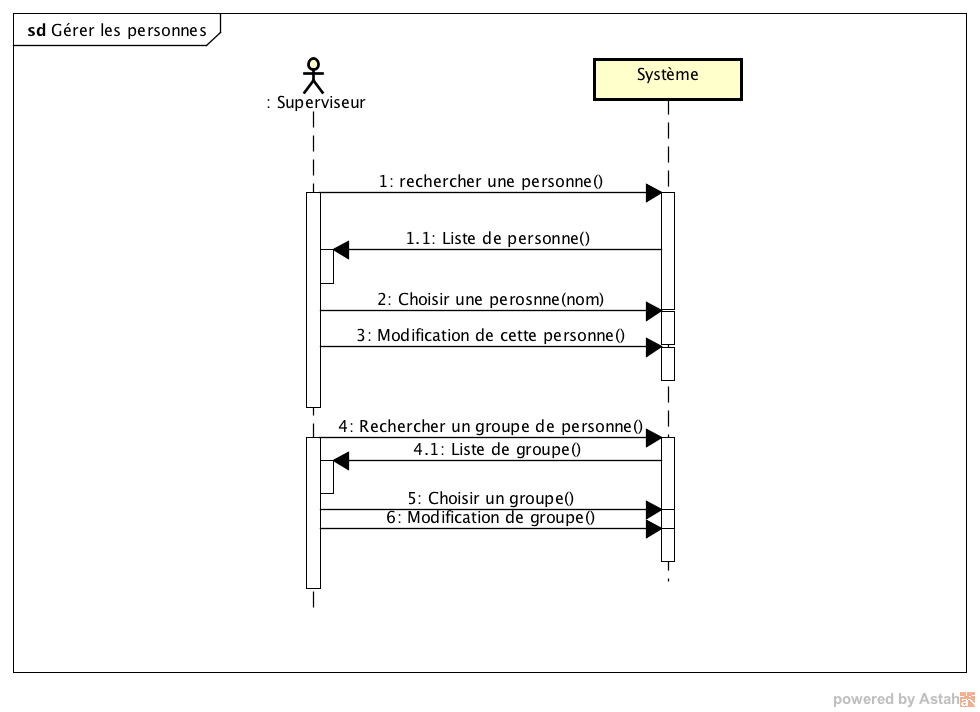 sd Gérer les personnes
: Superviseur
Système
1: rechercher une personne()
1.1: Liste de personne()
2: Choisir une perosnne(nom)
3: Modification de cette personne()
4: Rechercher un groupe de personne()
4.1: Liste de groupe()
5: Choisir un groupe()
6: Modification de groupe()
powered by Astah